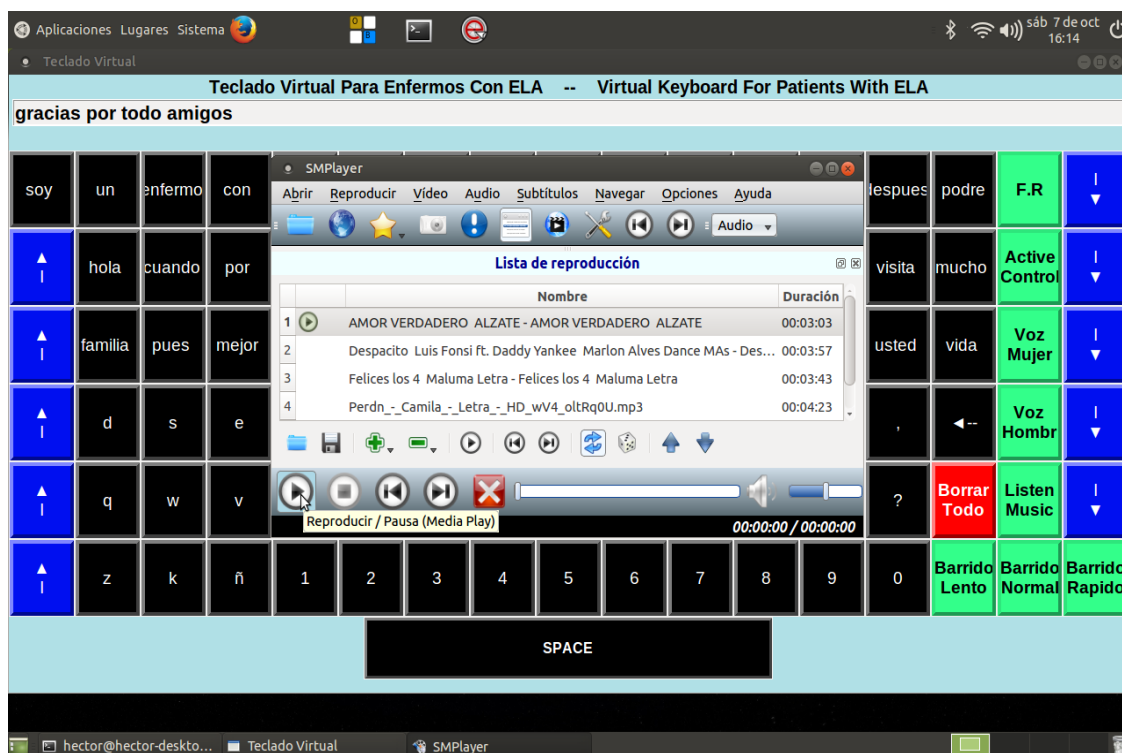 Aplicaciones Lugares Sistema
sáb 7 de oct
16:14
Teclado Virtual
Teclado Virtual Para Enfermos Con ELA -- Virtual Keyboard For Patients With ELA
gracias por todo amigos
SMPlayer
Abrir Reproducir Vídeo Audio Subtítulos Navegar Opciones Ayuda
Audio
Lista de reproducción
Nombre Duración
1 AMOR VERDADERO ALZATE - AMOR VERDADERO ALZATE 00:03:03
2 Despacito Luis Fonsi ft. Daddy Yankee Marlon Alves Dance MAs - Des... 00:03:57
3 Felices los 4 Maluma Letra - Felices los 4 Maluma Letra 00:03:43
4 Perdn_-_Camila_-_Letra_-_HD_wV4_oltRq0U.mp3 00:04:23
Reproducir / Pausa (Media Play)
00:00:00 / 00:00:00
soy un enfermo con despues podre F.R
hola cuando por visita mucho Active Control
familia pues mejor usted vida Voz Mujer
d s e , ◄-- Voz Hombr
q w v ? Borrar Todo Listen Music
z k ñ 1 2 3 4 5 6 7 8 9 0 Barrido Lento Barrido Normal Barrido Rapido
SPACE
hector@hector-deskto... Teclado Virtual SMPlayer